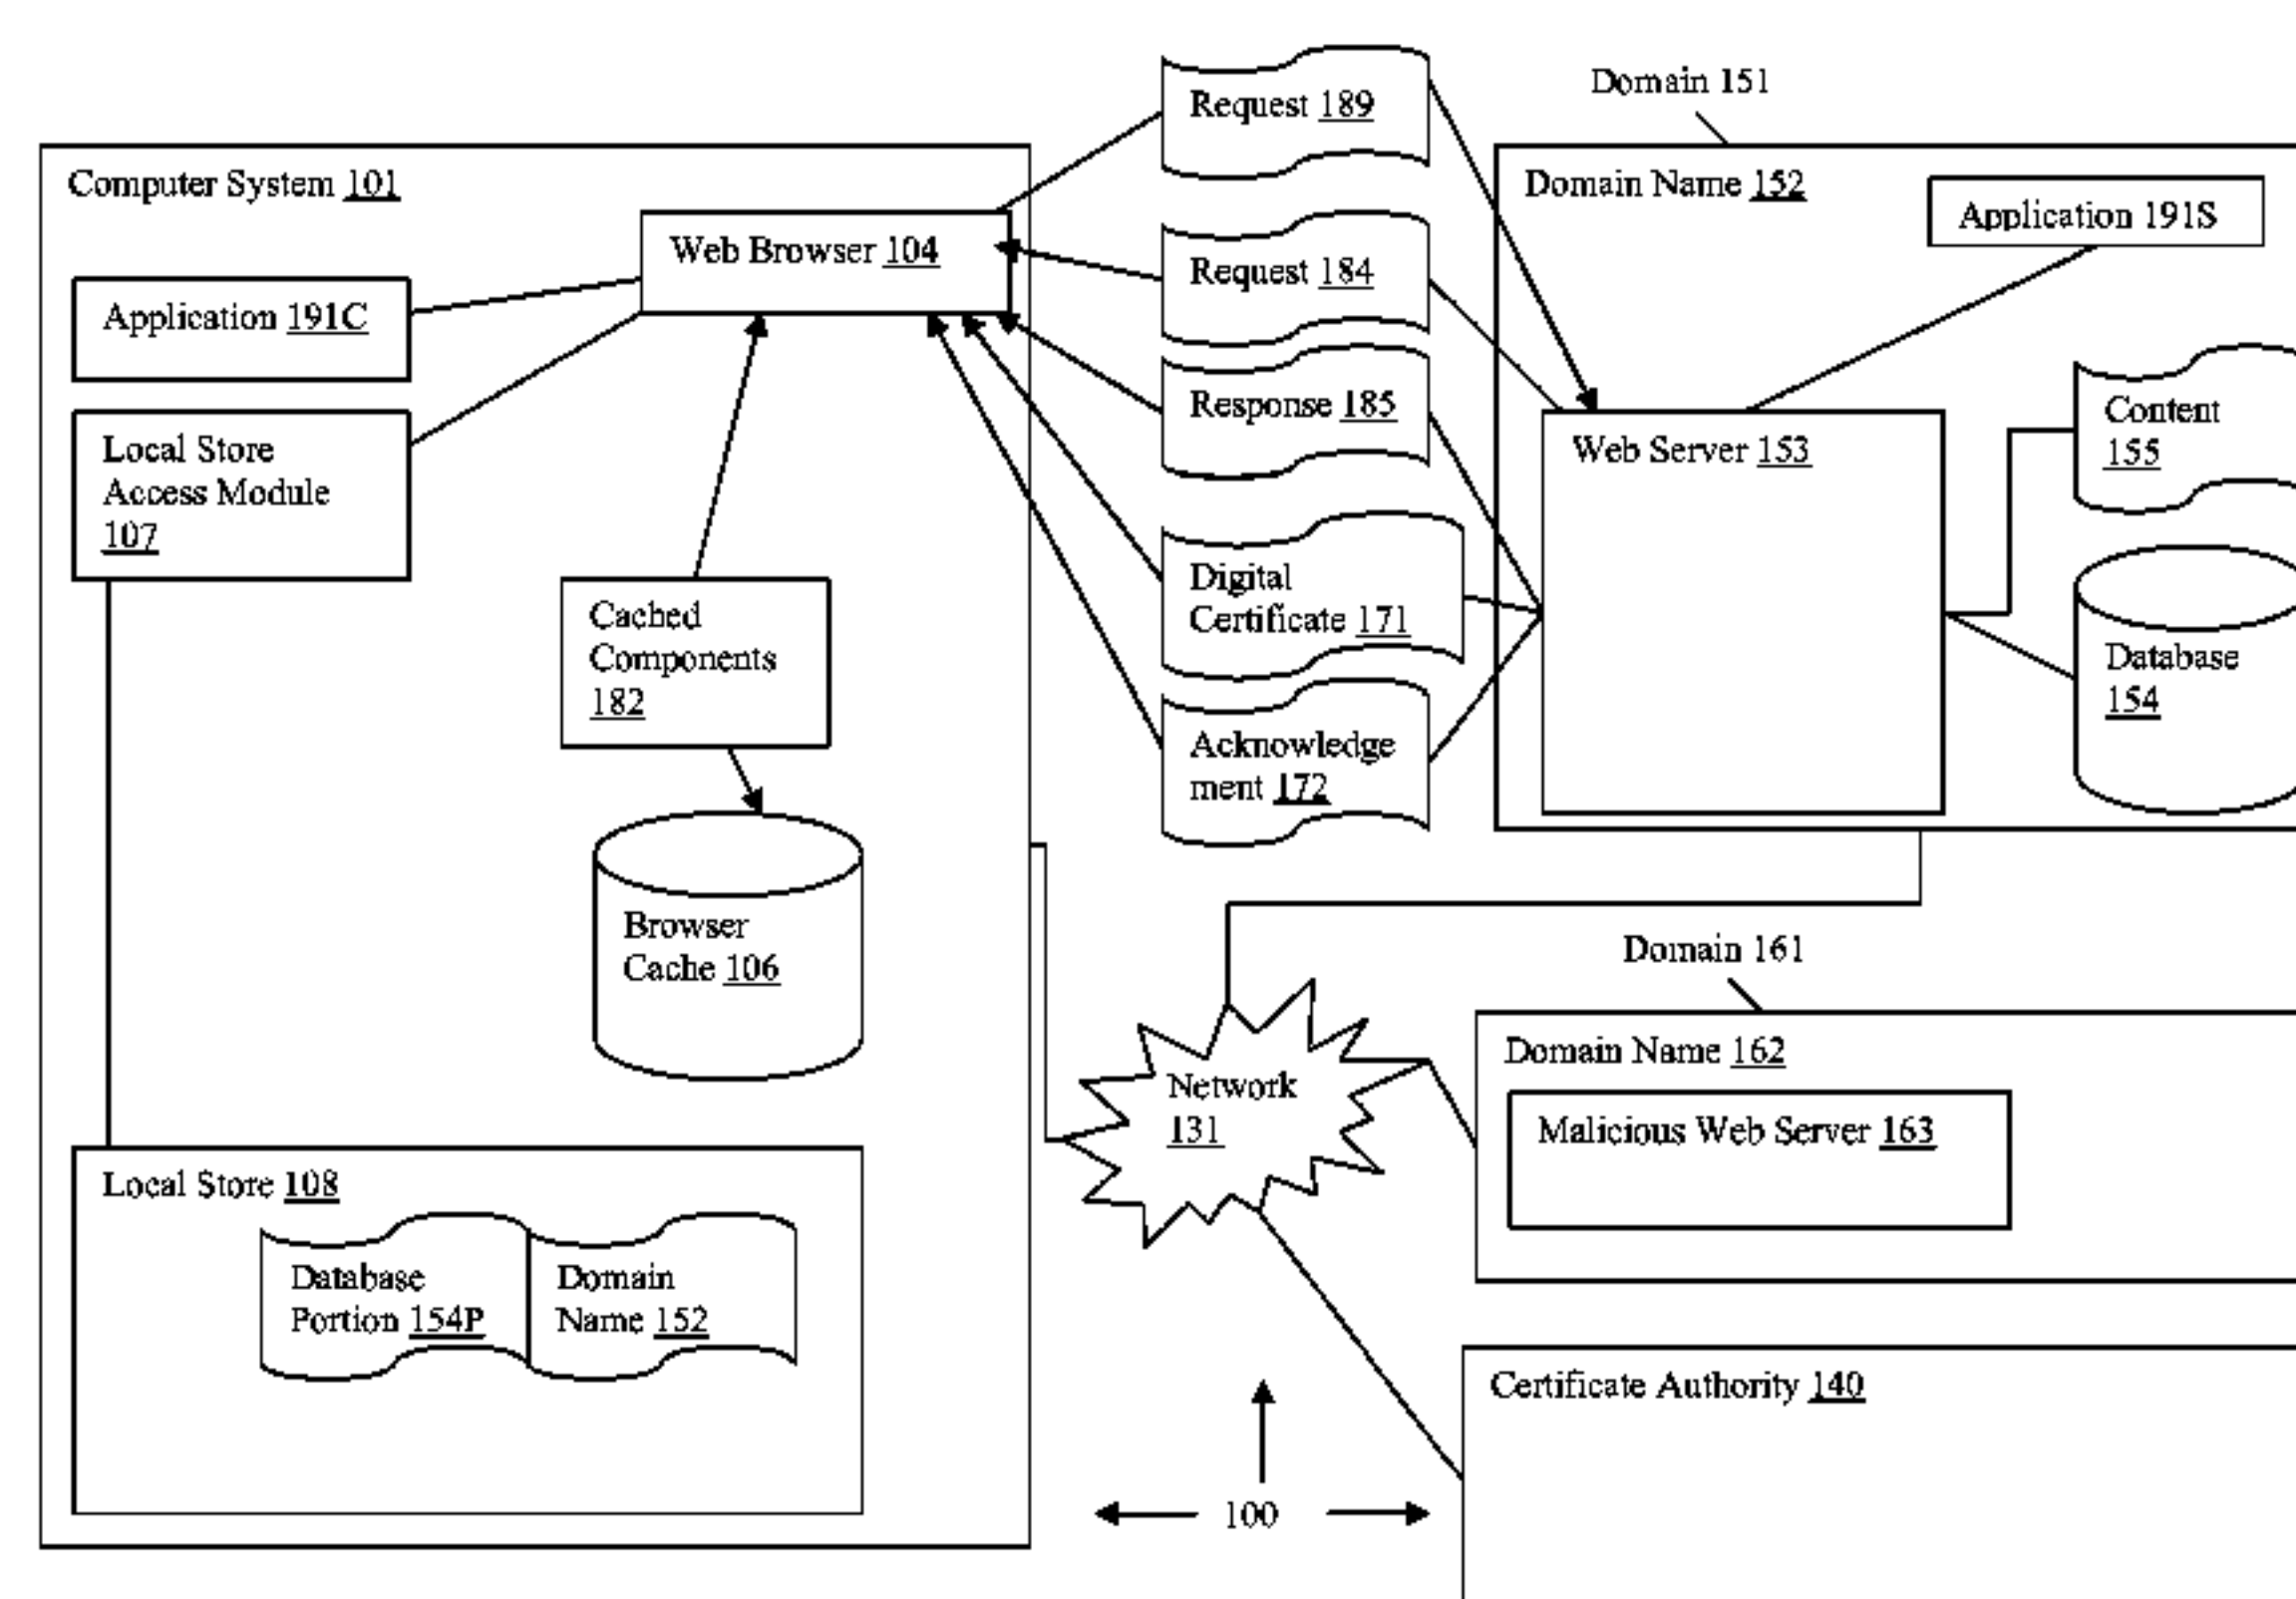 Request 189
Domain 151
Computer System 101
Domain Name 152
Application 191S
Web Browser 104
Request 184
Application 191C
Response 185
Content
155
Local Store
Access Module
107
Web Server 153
Digital
Certificate 171
Cached
Components
182
Database
154
Acknowledge
ment 172
Browser
Cache 106
Domain 161
Network
131
Domain Name 162
Malicious Web Server 163
Local Store 108
Database
Portion 154P
Domain
Name 152
Certificate Authority 140
100